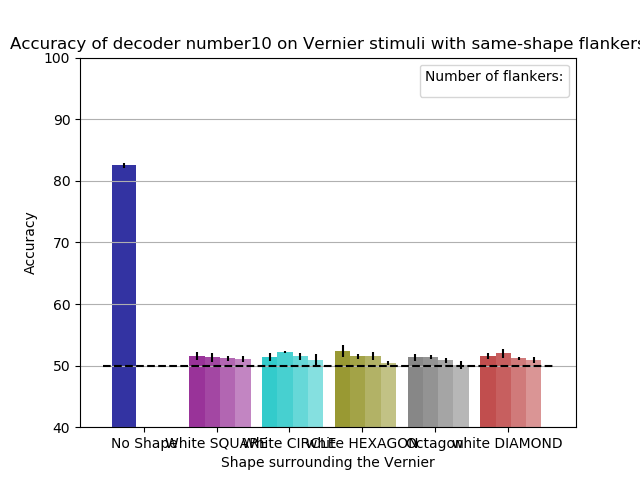 Accuracy of decoder number10 on Vernier stimuli with same-shape flankers
Number of flankers:
100
90
80
70
60
50
40
Accuracy
No Shape White SQUARE White CIRCLE white HEXAGON Octagon white DIAMOND
Shape surrounding the Vernier